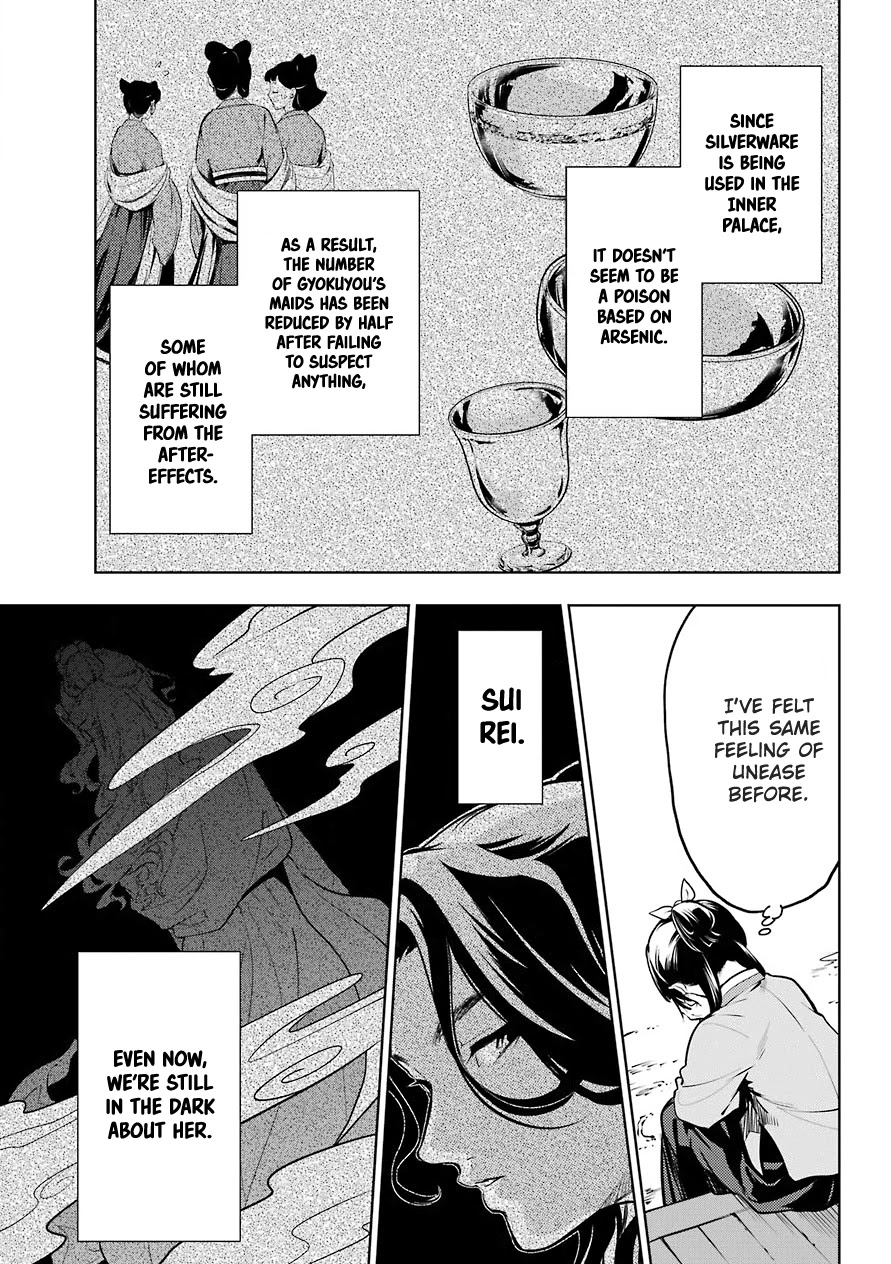 SINCE
SILVERWARE
IS BEING
USED IN THE
INNER
PALACE,
IT DOESN'T
SEEM TO BE
A POISON
BASED ON
ARSENIC.
AS A RESULT,
THE NUMBER
OF GYOKUYOU'S
MAIDS HAS BEEN
REDUCED BY HALF
AFTER FAILING
TO SUSPECT
ANYTHING,
SOME
OF WHOM
ARE STILL
SUFFERING
FROM THE
AFTER-
EFFECTS.
I'VE FELT
THIS SAME
FEELING OF
UNEASE
BEFORE.
SUI
REI.
EVEN NOW,
WE'RE STILL
IN THE DARK
ABOUT HER.